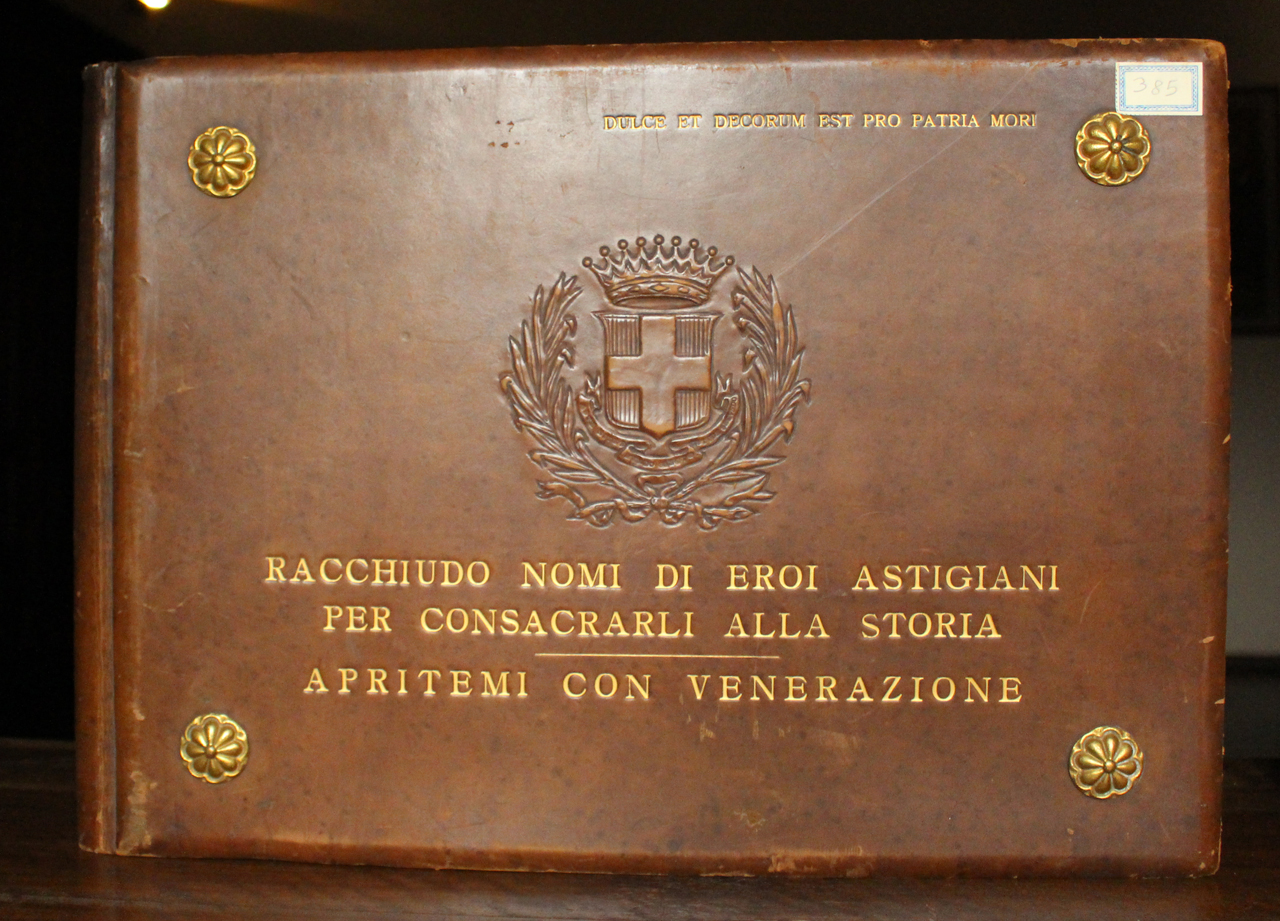 385
DULCE ET DECORUM EST PRO PATRIA MORI
RACCHIUDO NOMI DI EROI ASTIGIANI
PER CONSACRARLI ALLA STORIA
APRITEMI CON VENERAZIONE